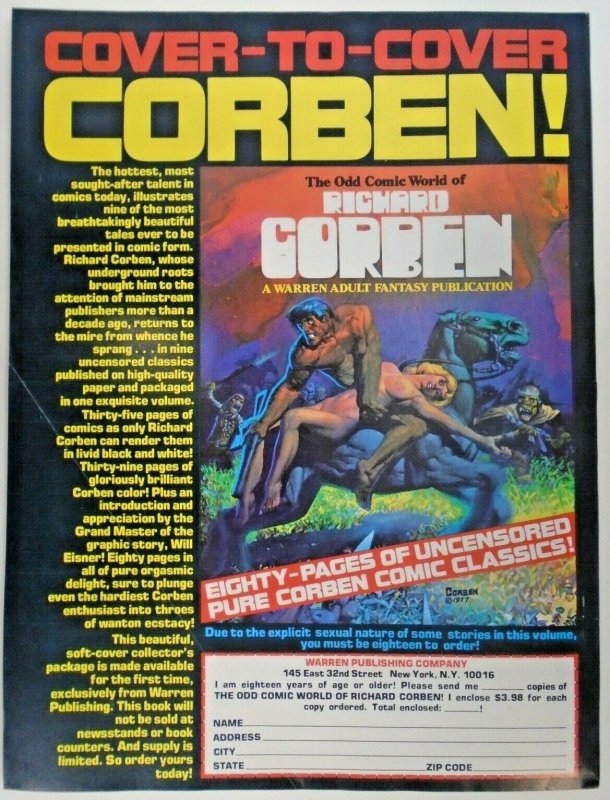 COVER-TO-COVER
CORBEN!
The hottest, most
sought-after talent in
comics today, illustrates
nine of the most
breathtakingly beautiful
tales ever to be
presented in comic form.
Richard Corben, whose
underground roots
brought him to the
attention of mainstream
publishers more than a
decade ago, returns to
the mire from whence he
sprang . . . in nine
uncensored classics
published on high-quality
paper and packaged
in one exquisite volume.
Thirty-five pages of
comics as only Richard
Corben can render them
in livid black and white!
Thirty-nine pages of
gloriously brilliant
Corben color! Plus an
introduction and
appreciation by the
Grand Master of the
graphic story, Will
Eisner! Eighty pages in
all of pure orgasmic
delight, sure to plunge
even the hardiest Corben
enthusiast into throes
of wanton ecstacy!
This beautiful,
soft-cover collector's
package is made available
for the first time,
exclusively from Warren
Publishing. This book will
not be sold at
newsstands or book
counters. And supply is
limited. So order yours
today!
The Odd Comic World of
RICHARD
CORBEN
A WARREN ADULT FANTASY PUBLICATION
EIGHTY-PAGES OF UNCENSORED
PURE CORBEN COMIC CLASSICS!
CORBEN
©1977
Due to the explicit sexual nature of some stories in this volume,
you must be eighteen to order!
WARREN PUBLISHING COMPANY
145 East 32nd Street New York, N.Y. 10016
I am eighteen years of age or older! Please send me ______ copies of
THE ODD COMIC WORLD OF RICHARD CORBEN! I enclose $3.98 for each
copy ordered. Total enclosed: ______!
NAME
ADDRESS
CITY
STATE ZIP CODE